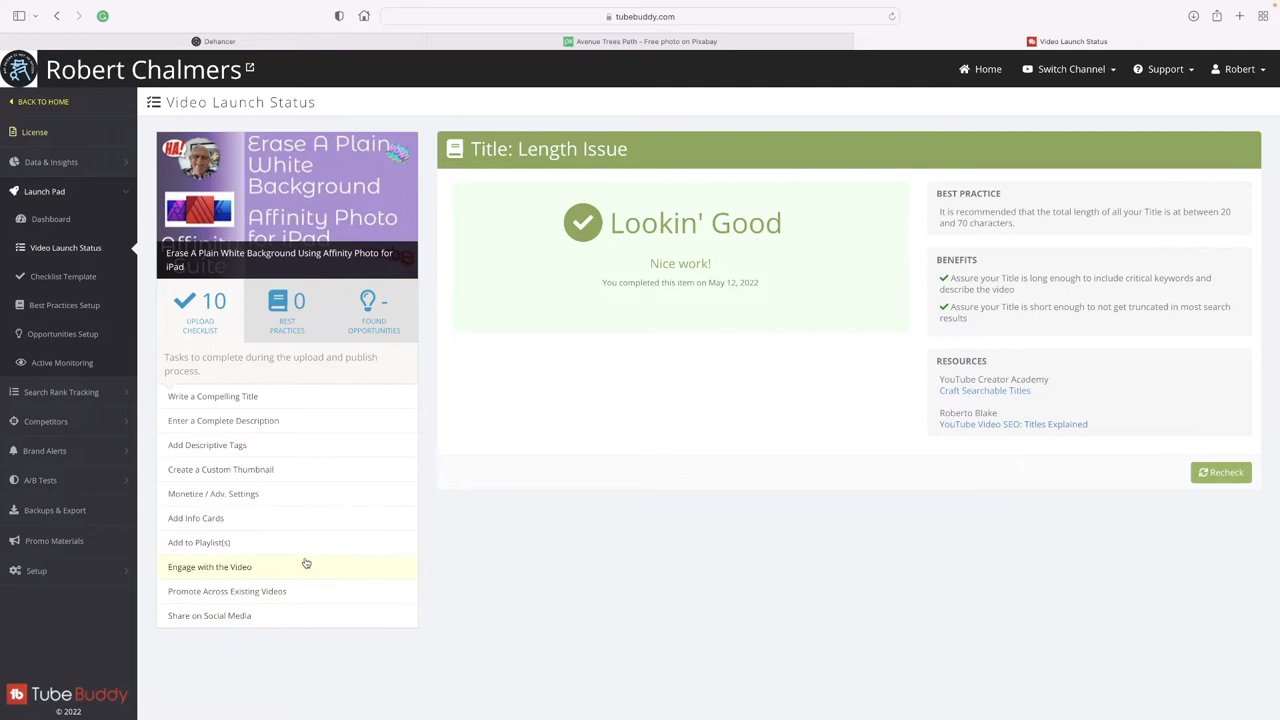 tubebuddy.com
Dehancer
Avenue Trees Path - Free photo on Pixabay
Video Launch Status
Robert Chalmers
Home
Switch Channel
Support
Robert
BACK TO HOME
License
Data & Insights
Launch Pad
Dashboard
Video Launch Status
Checklist Template
Best Practices Setup
Opportunities Setup
Active Monitoring
Search Rank Tracking
Competitors
Brand Alerts
A/B Tests
Backups & Export
Promo Materials
Setup
TubeBuddy
© 2022
Video Launch Status
HA!
Erase A Plain
White
Background
Affinity Photo
for iPad
Affinity
Suite
Erase A Plain White Background Using Affinity Photo for
iPad
10
UPLOAD
CHECKLIST
0
BEST
PRACTICES
-
FOUND
OPPORTUNITIES
Tasks to complete during the upload and publish
process.
Write a Compelling Title
Enter a Complete Description
Add Descriptive Tags
Create a Custom Thumbnail
Monetize / Adv. Settings
Add Info Cards
Add to Playlist(s)
Engage with the Video
Promote Across Existing Videos
Share on Social Media
Title: Length Issue
Lookin' Good
Nice work!
You completed this item on May 12, 2022
BEST PRACTICE
It is recommended that the total length of all your Title is at between 20
and 70 characters.
BENEFITS
Assure your Title is long enough to include critical keywords and
describe the video
Assure your Title is short enough to not get truncated in most search
results
RESOURCES
YouTube Creator Academy
Craft Searchable Titles
Roberto Blake
YouTube Video SEO: Titles Explained
Recheck